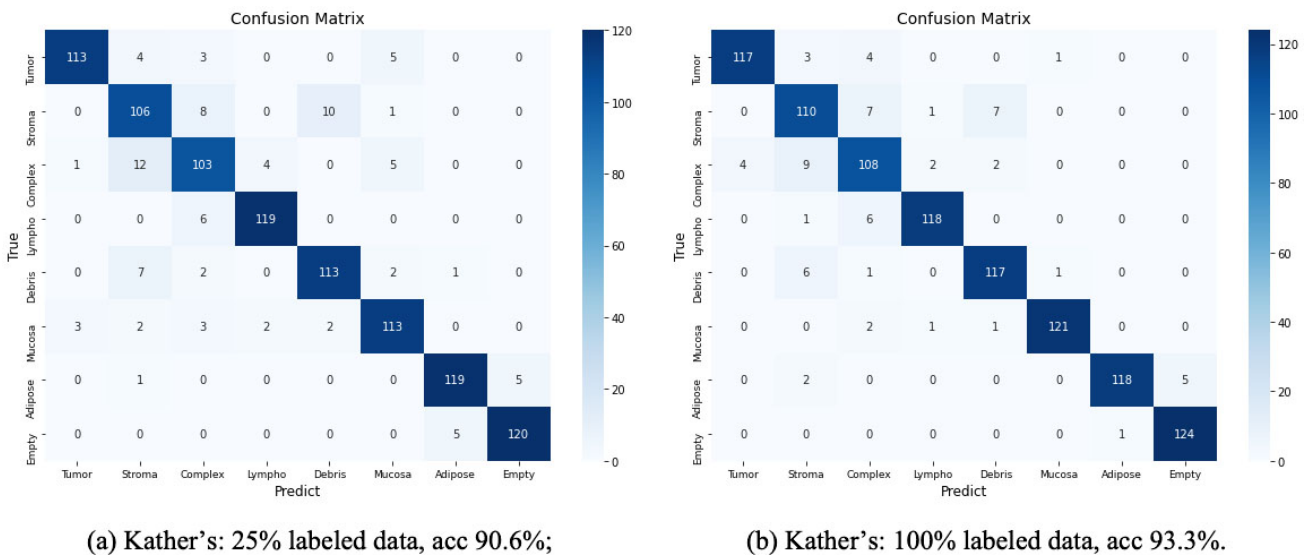 Confusion Matrix
Tumor 113 4 3 0 0 5 0 0
Stroma 0 106 8 0 10 1 0 0
Complex 1 12 103 4 0 5 0 0
Lympho 0 0 6 119 0 0 0 0
Debris 0 7 2 0 113 2 1 0
Mucosa 3 2 3 2 2 113 0 0
Adipose 0 1 0 0 0 0 119 5
Empty 0 0 0 0 0 0 5 120
True
Tumor Stroma Complex Lympho Debris Mucosa Adipose Empty
Predict
120
100
80
60
40
20
0
(a) Kather's: 25% labeled data, acc 90.6%;
Confusion Matrix
Tumor 117 3 4 0 0 1 0 0
Stroma 0 110 7 1 7 0 0 0
Complex 4 9 108 2 2 0 0 0
Lympho 0 1 6 118 0 0 0 0
Debris 0 6 1 0 117 1 0 0
Mucosa 0 0 2 1 1 121 0 0
Adipose 0 2 0 0 0 0 118 5
Empty 0 0 0 0 0 0 1 124
True
Tumor Stroma Complex Lympho Debris Mucosa Adipose Empty
Predict
120
100
80
60
40
20
0
(b) Kather's: 100% labeled data, acc 93.3%.